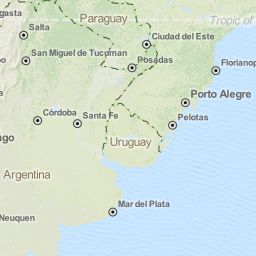 Paraguay
Tropic of
gasta
Salta
Ciudad del Este
San Miguel de Tucuman
Posadas
Florianop
Porto Alegre
Córdoba
Santa Fe
Pelotas
ngo
Uruguay
Argentina
Mar del Plata
Neuquen